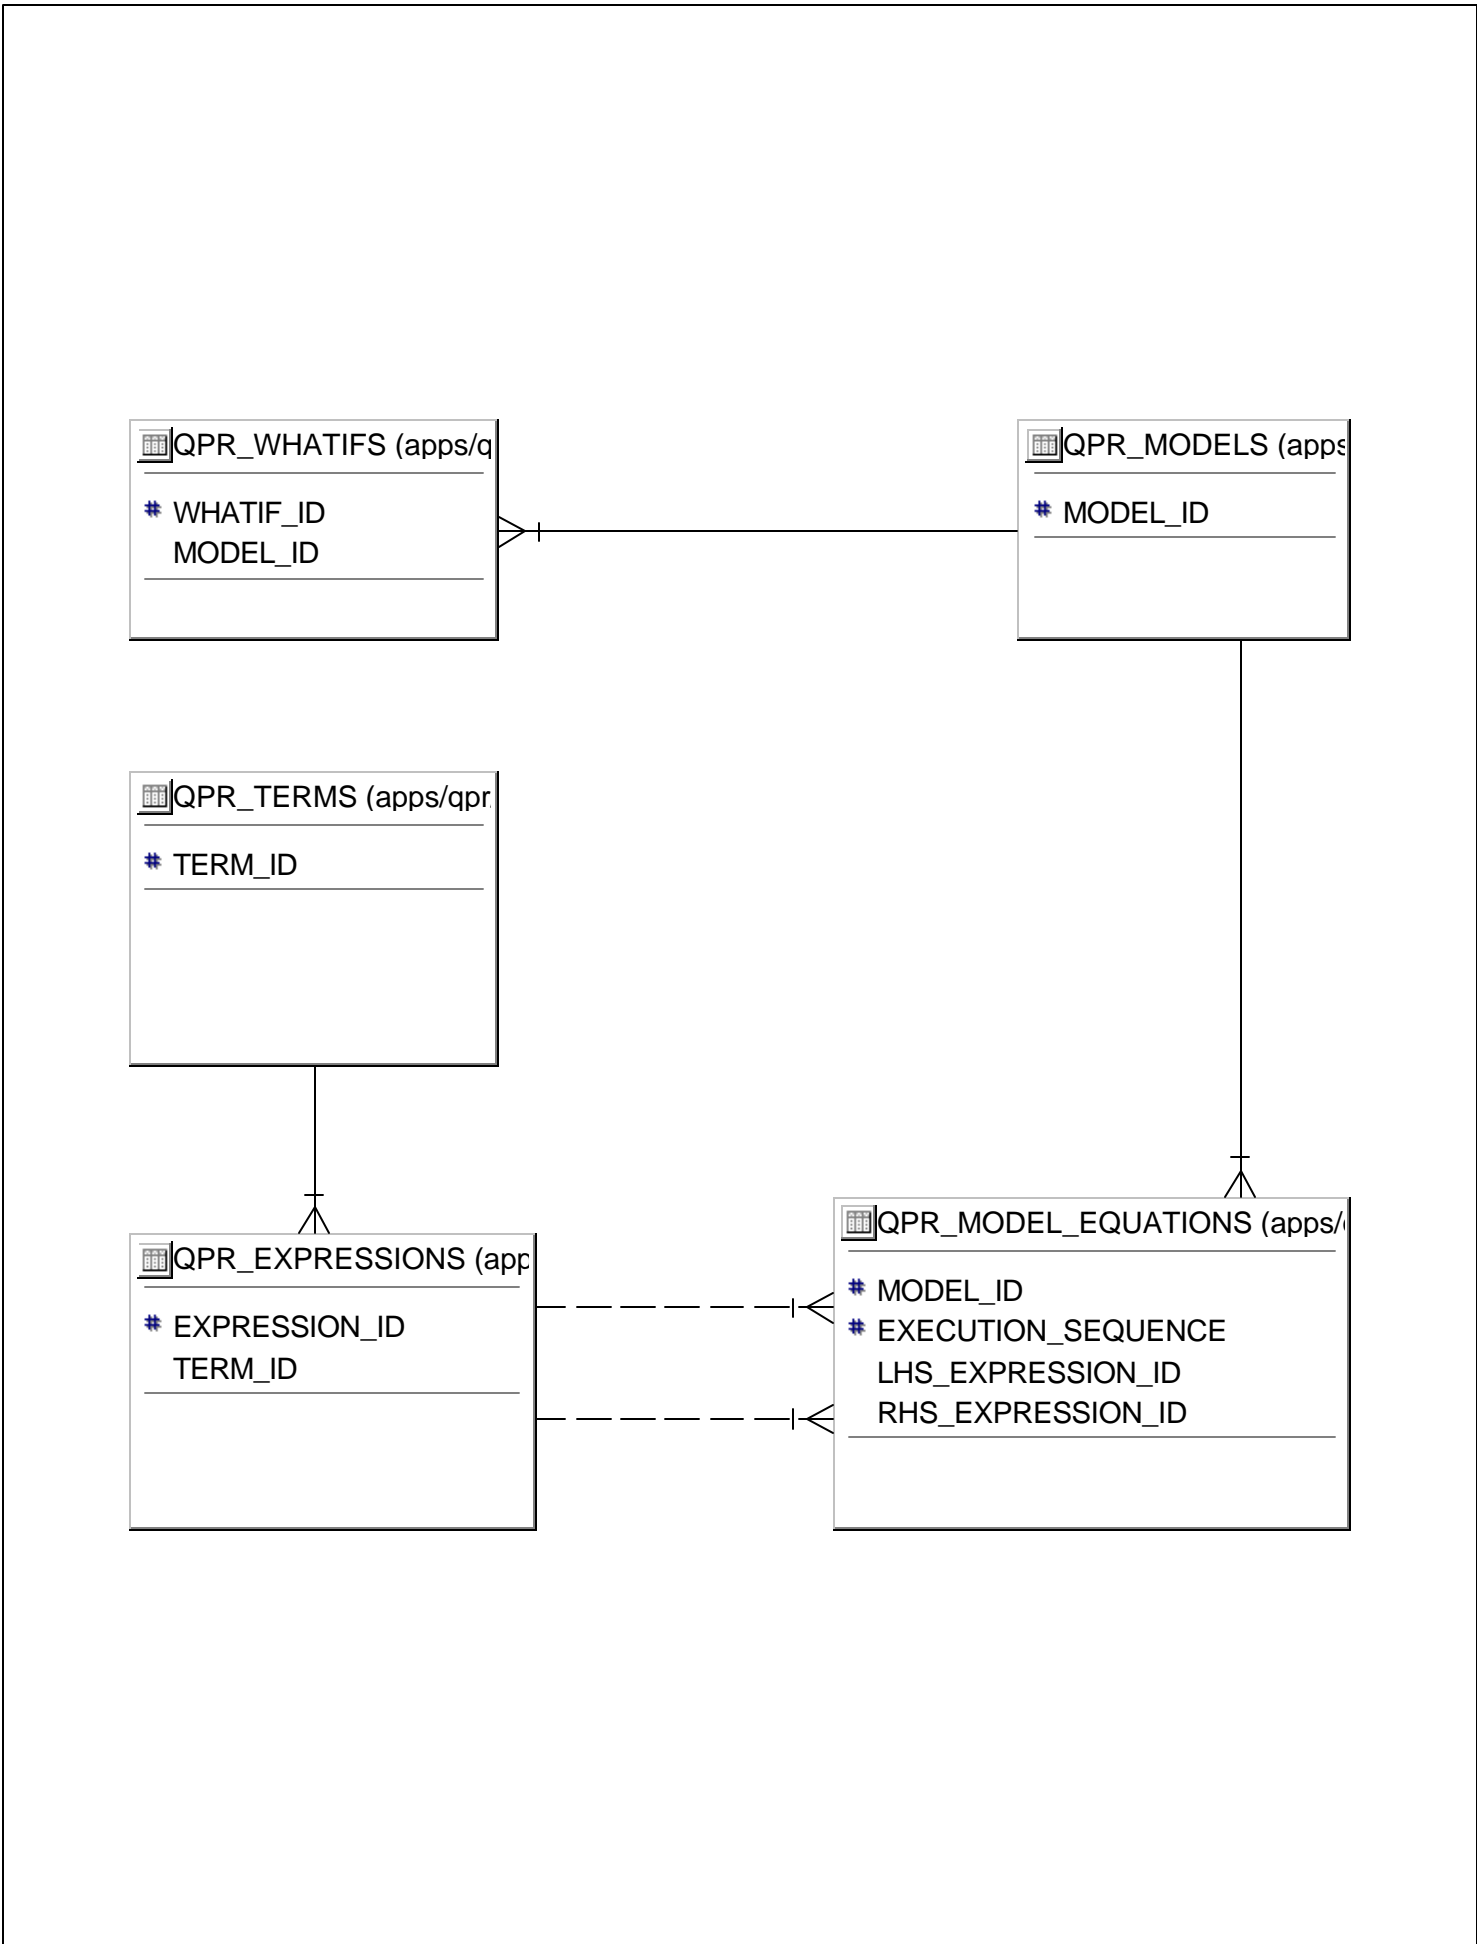 QPR_WHATIFS (apps/q
# WHATIF_ID
MODEL_ID
QPR_MODELS (apps
# MODEL_ID
QPR_TERMS (apps/qpr
# TERM_ID
QPR_EXPRESSIONS (app
# EXPRESSION_ID
TERM_ID
QPR_MODEL_EQUATIONS (apps/
# MODEL_ID
# EXECUTION_SEQUENCE
LHS_EXPRESSION_ID
RHS_EXPRESSION_ID